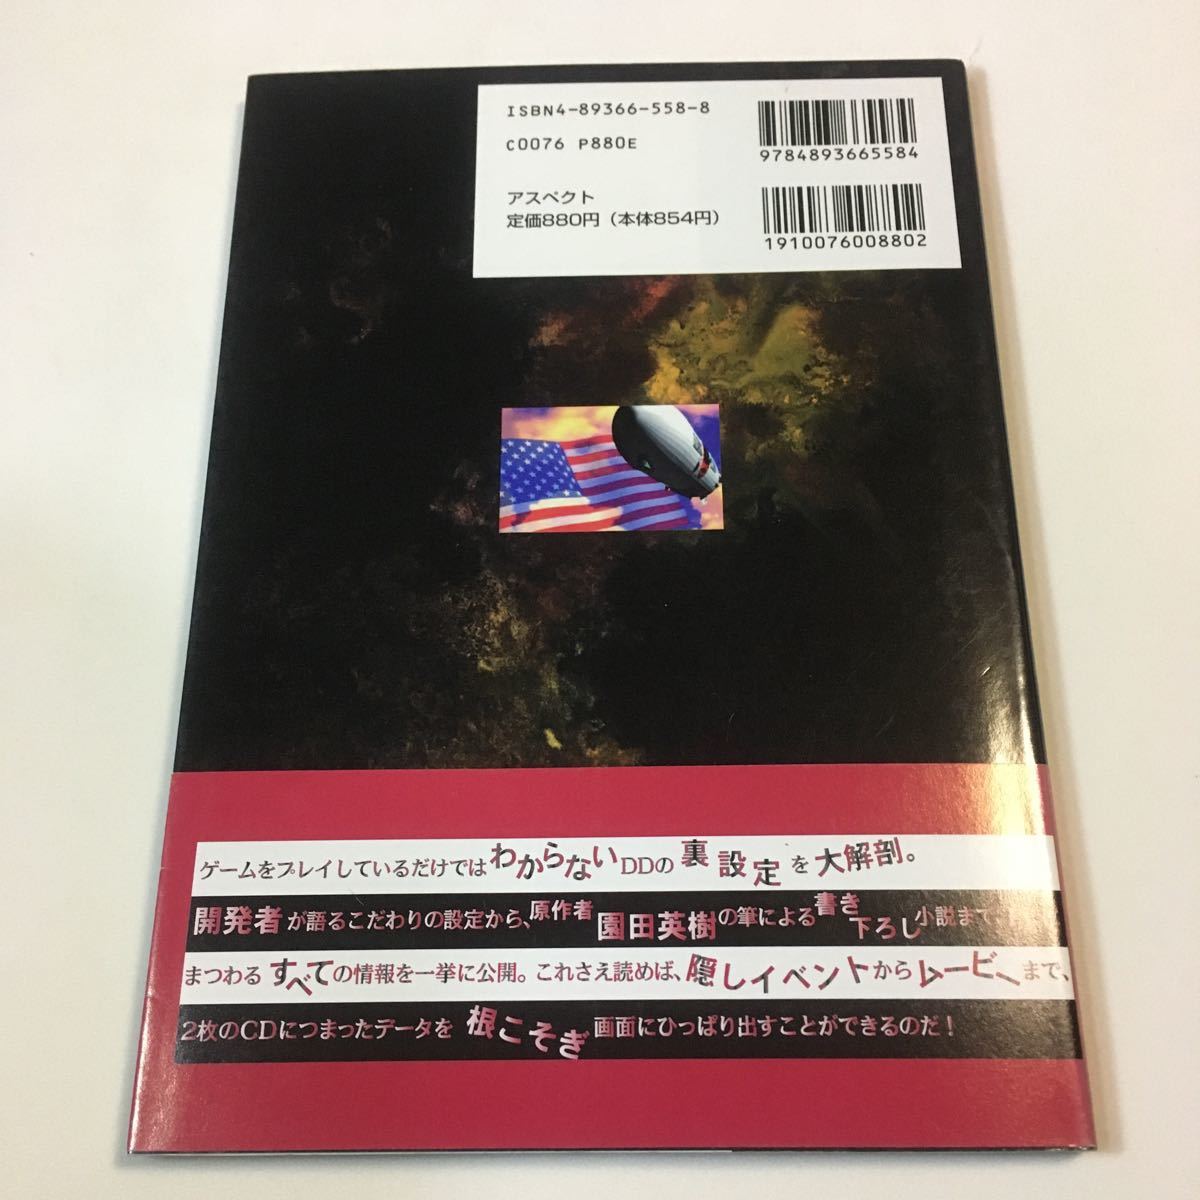 ISBN4-89366-558-8
C0076 P880E
9784893665584
アスペクト
定価880円（本体854円）
1910076008802
ゲームをプレイしているだけではわからないDDの裏設定を大解剖。
開発者が語るこだわりの設定から、原作者園田英樹の筆による書き下ろし小説まで、
まつわるすべての情報を一挙に公開。これさえ読めば、隠しイベントからムービーまで、
2枚のCDにつまったデータを根こそぎ画面にひっぱり出すことができるのだ！